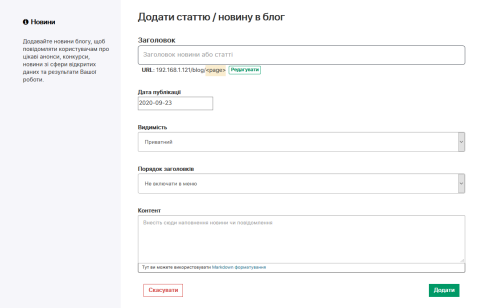 Новини
Додавайте новини блогу, щоб
повідомляти користувачам про
цікаві анонси, конкурси,
новини зі сфери відкритих
даних та результати Вашої
роботи.
Додати статтю / новину в блог
Заголовок
Заголовок новини або статті
URL: 192.168.1.121/blog/<page> Редагувати
Дата публікації
2020-09-23
Видимість
Приватний
Порядок заголовків
Не включати в меню
Контент
Внесіть сюди наповнення новини чи повідомлення
Тут ви можете використовувати Markdown форматування
Скасувати
Додати